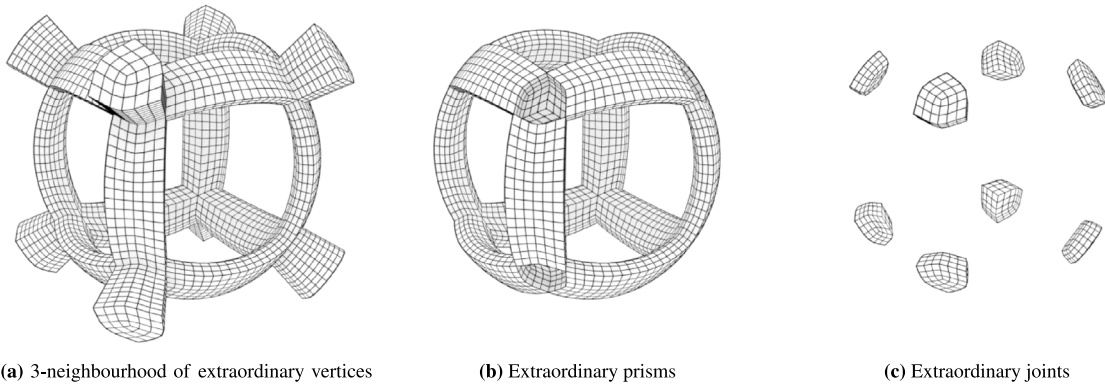 (a) 3-neighbourhood of extraordinary vertices
(b) Extraordinary prisms
(c) Extraordinary joints